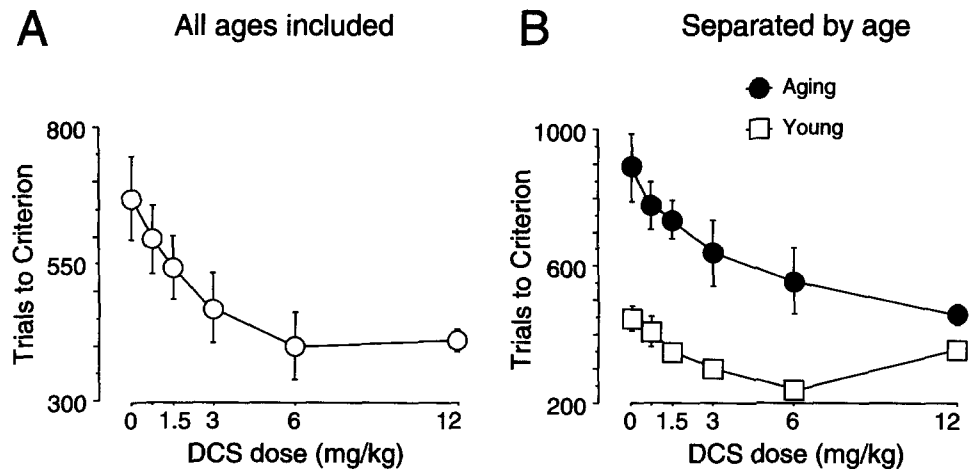 A
All ages included
800
550
300
Trials to Criterion
0 1.5 3 6 12
DCS dose (mg/kg)
B
Separated by age
Aging
Young
1000
600
200
Trials to Criterion
0 1.5 3 6 12
DCS dose (mg/kg)